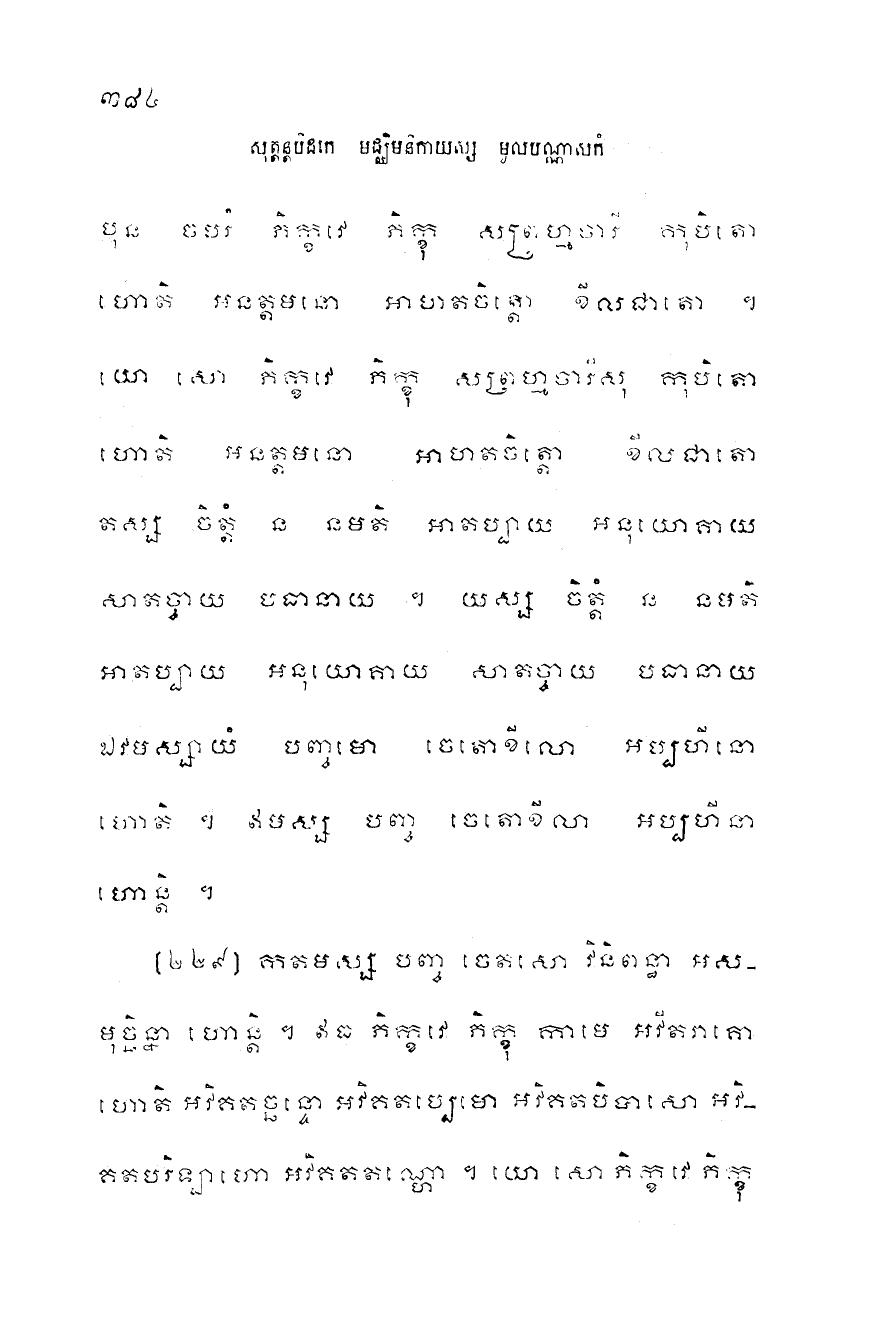 ៣៨៤
សុត្តន្តបិដកេ មជ្ឈិមនិកាយស្ស មូលបណ្ណាសកំ
បុន ចបរំ ភិក្ខវេ ភិក្ខុ សព្រហ្មចារី កុបិតោ
ហោតិ អនត្តមនោ អាហតចិត្តោ ខីលជាតោ ។
យោ សោ ភិក្ខវេ ភិក្ខុ សព្រហ្មចារីសុ កុបិតោ
ហោតិ អនត្តមនោ អាហតចិត្តោ ខីលជាតោ
តស្ស ចិត្តំ ន នមតិ អាតប្បាយ អនុយោគាយ
សាតច្ចាយ បធានាយ ។ យស្ស ចិត្តំ ន នមតិ
អាតប្បាយ អនុយោគាយ សាតច្ចាយ បធានាយ
ឯវមស្សាយំ បញ្ចមោ ចេតោខីលោ អប្បហីនោ
ហោតិ ។ ឥមស្ស បញ្ច ចេតោខីលា អប្បហីនា
ហោន្តិ ។
[២២៩] កតមស្ស បញ្ច ចេតសោ វិនិពន្ធា អស-
មុច្ឆិន្នា ហោន្តិ ។ ឥធ ភិក្ខវេ ភិក្ខុ កាមេ អវីតរាគោ
ហោតិ អវិគតច្ឆន្ទោ អវិគតប្បេមោ អវិគតបិបាសោ អវិ-
គតបរិឡាហោ អវិគតតណ្ហោ ។ យោ សោ ភិក្ខវេ ភិក្ខុ